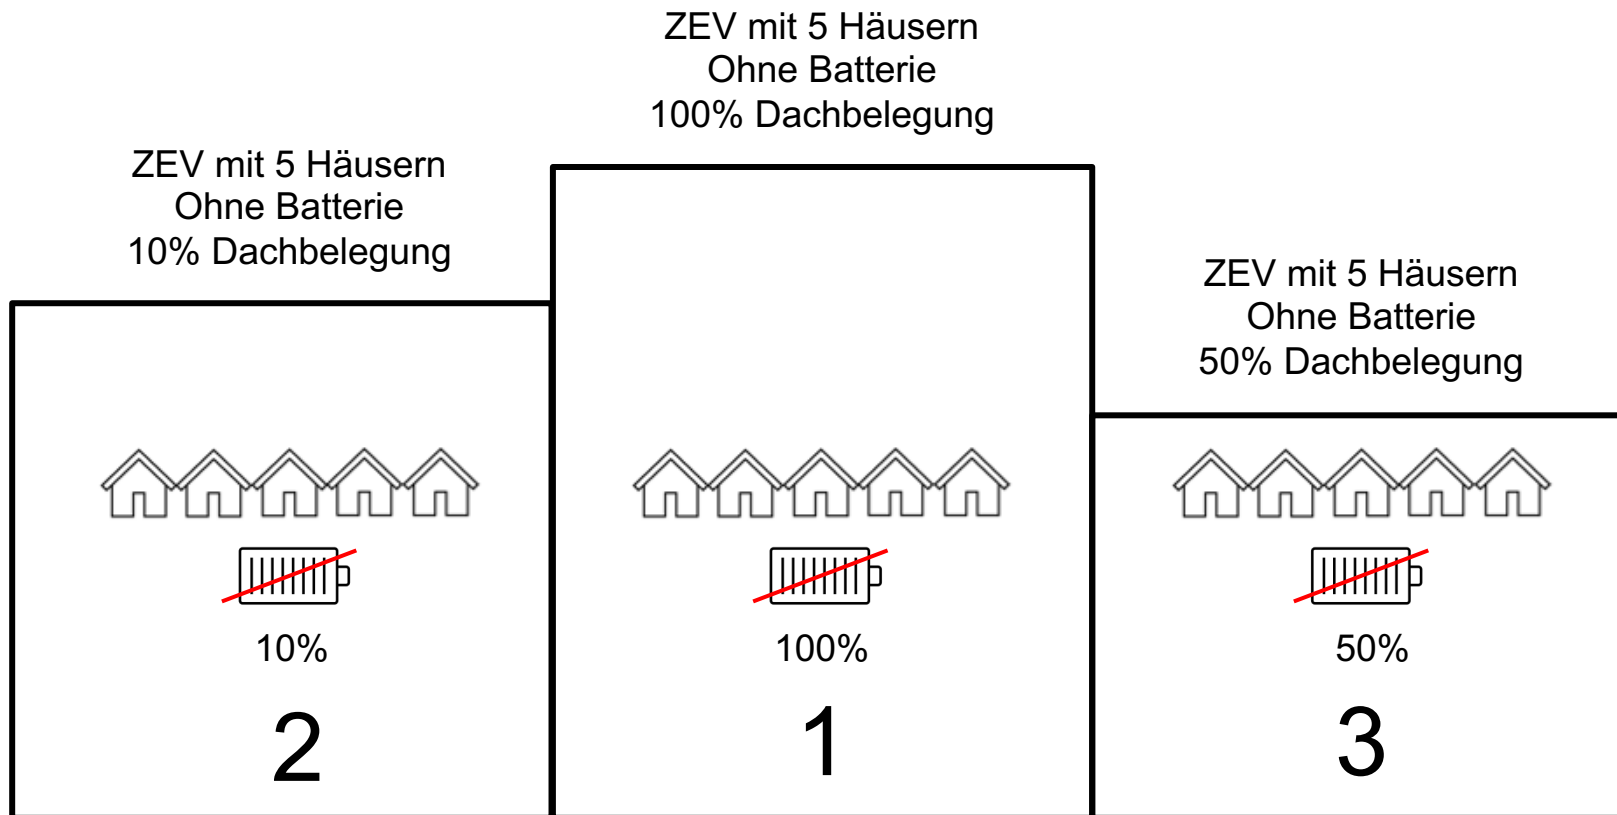 ZEV mit 5 Häusern
Ohne Batterie
100% Dachbelegung
ZEV mit 5 Häusern
Ohne Batterie
10% Dachbelegung
ZEV mit 5 Häusern
Ohne Batterie
50% Dachbelegung
10%
100%
50%
2
1
3